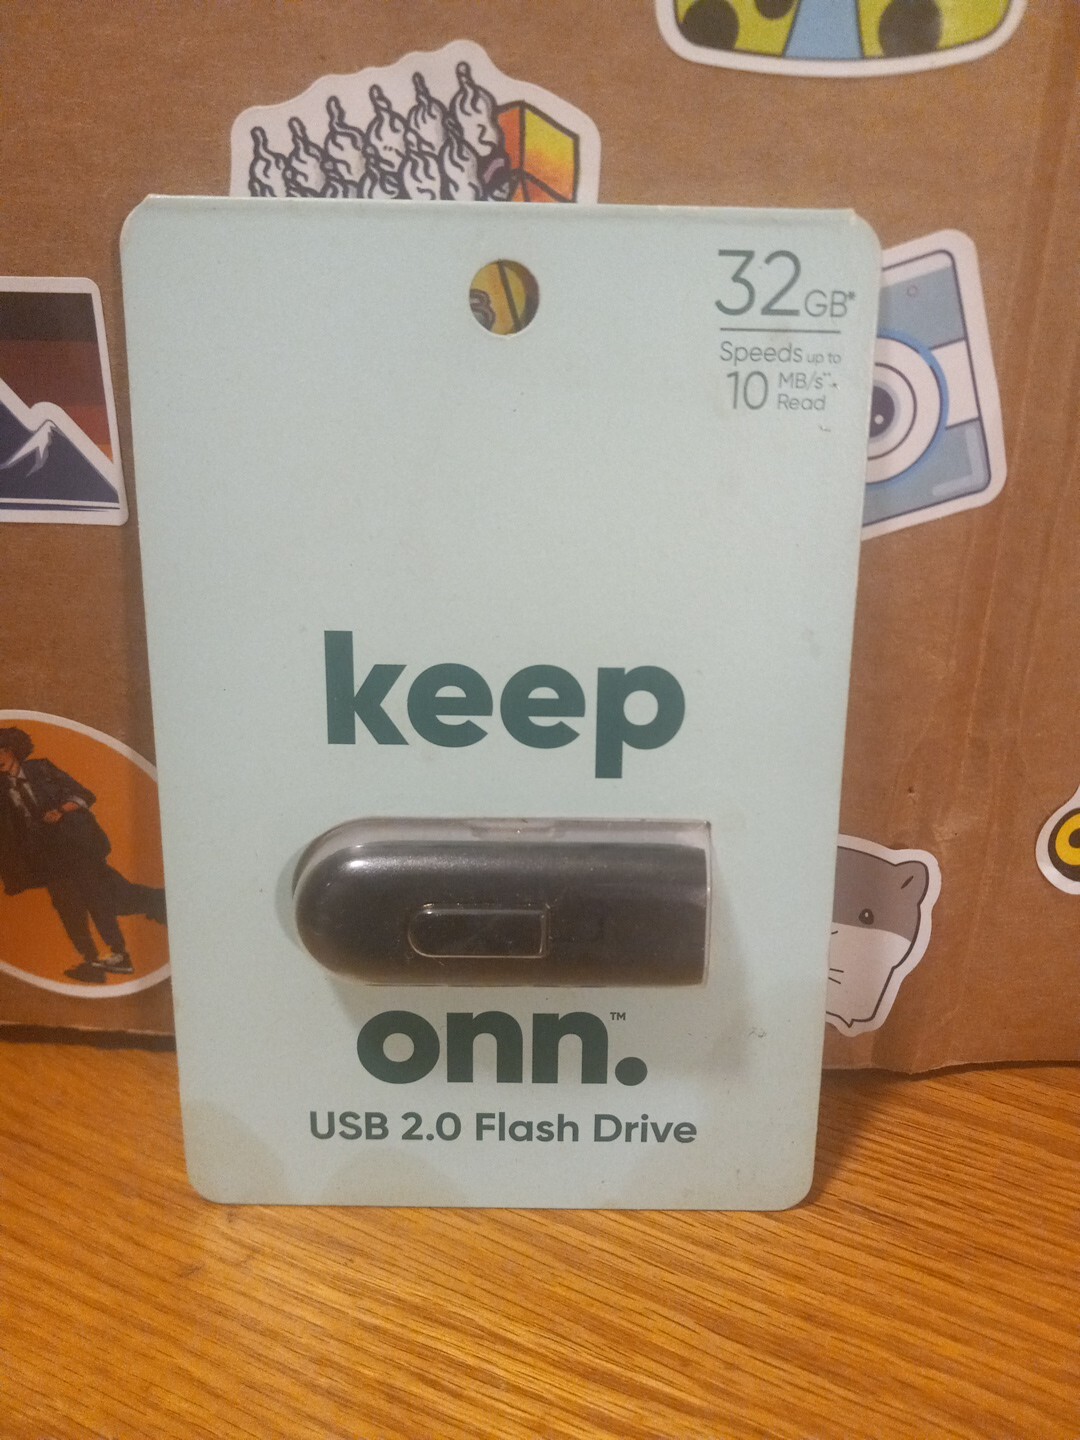 32GB*
Speeds up to
10 MB/s**
Read
keep
onn.™
USB 2.0 Flash Drive